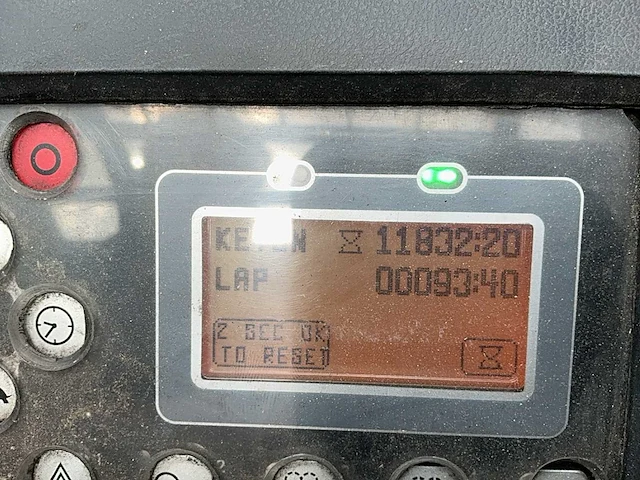 11832:20
LAP 00093:40
2 SEC OK
TO RESET